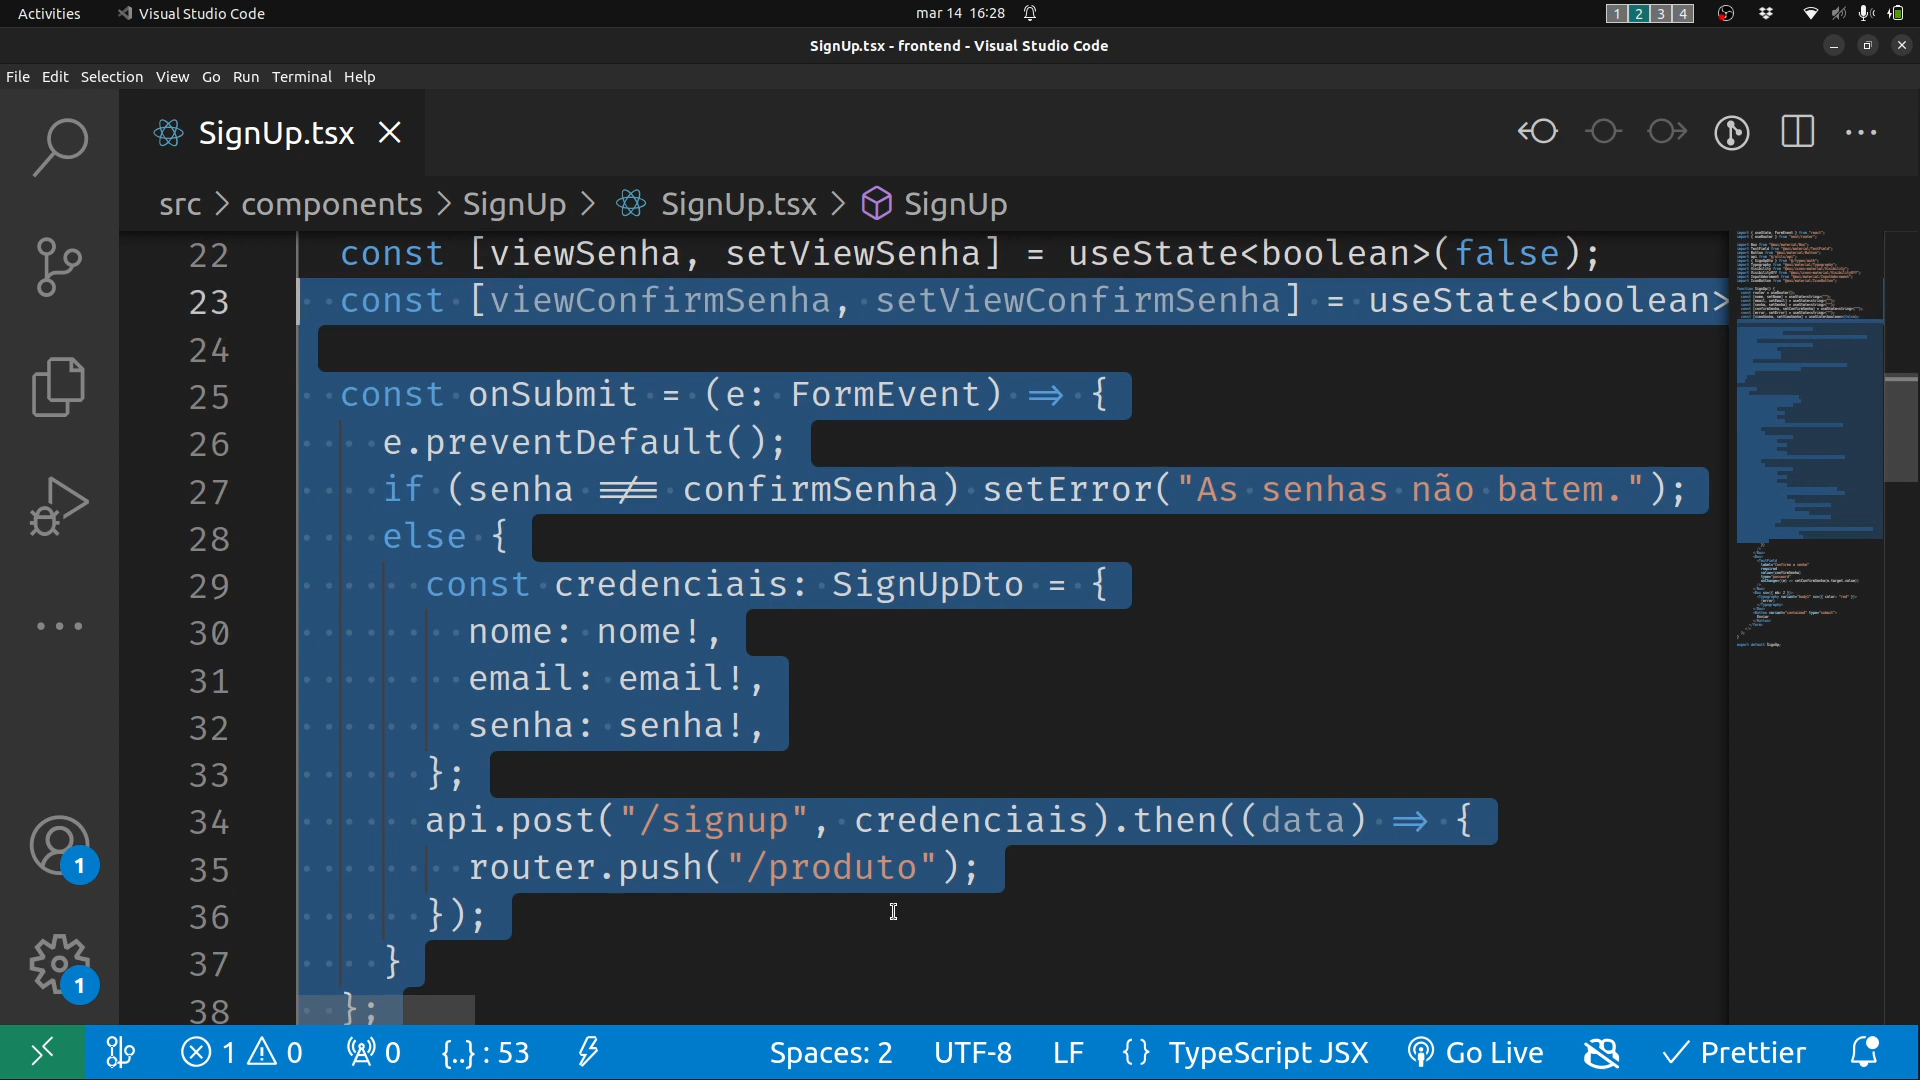 Activities Visual Studio Code mar 14 16:28 1 2 3 4
SignUp.tsx - frontend - Visual Studio Code
File Edit Selection View Go Run Terminal Help
SignUp.tsx
src > components > SignUp > SignUp.tsx > SignUp
22 const [viewSenha, setViewSenha] = useState<boolean>(false);
23 const [viewConfirmSenha, setViewConfirmSenha] = useState<boolean>
24
25 const onSubmit = (e: FormEvent) => {
26 e.preventDefault();
27 if (senha !== confirmSenha) setError("As senhas não batem.");
28 else {
29 const credenciais: SignUpDto = {
30 nome: nome!,
31 email: email!,
32 senha: senha!,
33 };
34 api.post("/signup", credenciais).then((data) => {
35 router.push("/produto");
36 });
37 }
38 };
1
1
1 0 0 {..} : 53 Spaces: 2 UTF-8 LF {} TypeScript JSX Go Live Prettier